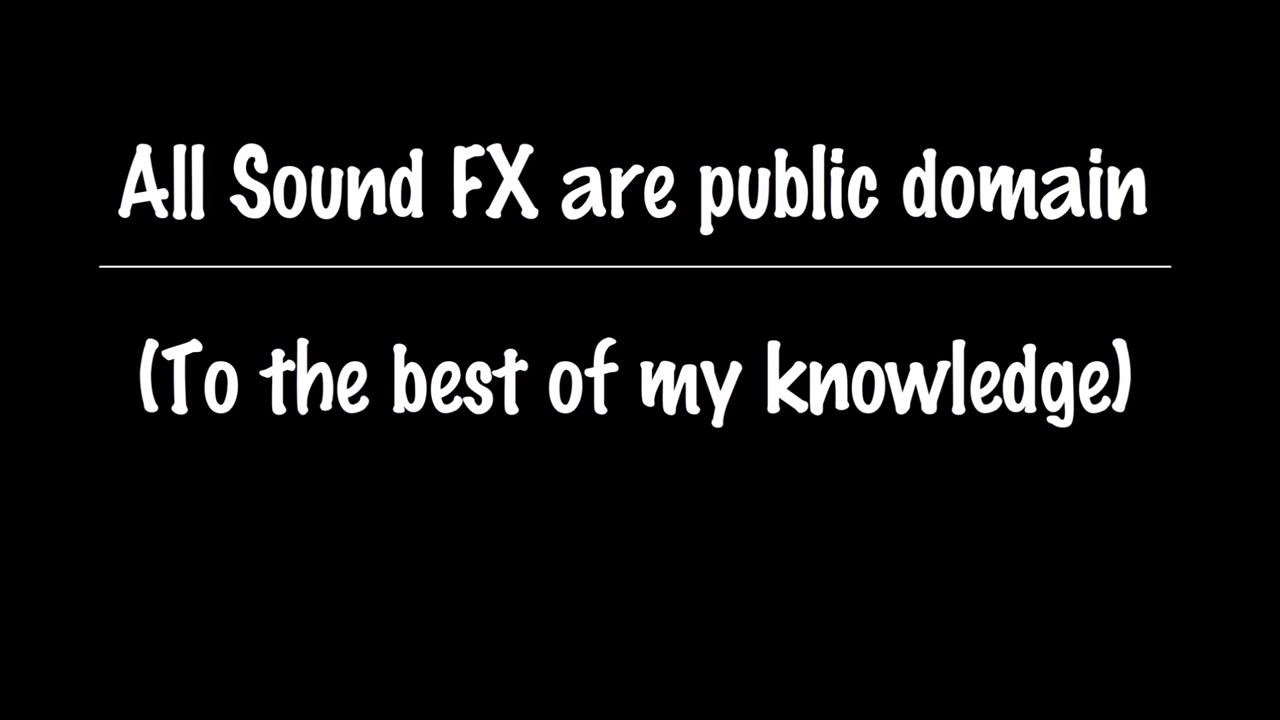 All Sound FX are public domain
(To the best of my knowledge)